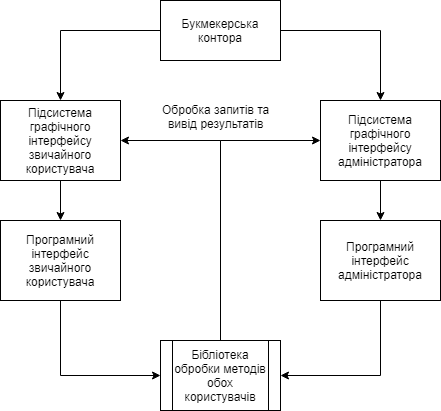 Букмекерська
контора
Підсистема
графічного
інтерфейсу
звичайного
користувача
Обробка запитів та
вивід результатів
Підсистема
графічного
інтерфейсу
адміністратора
Програмний
інтерфейс
звичайного
користувача
Програмний
інтерфейс
адміністратора
Бібліотека
обробки методів
обох
користувачів